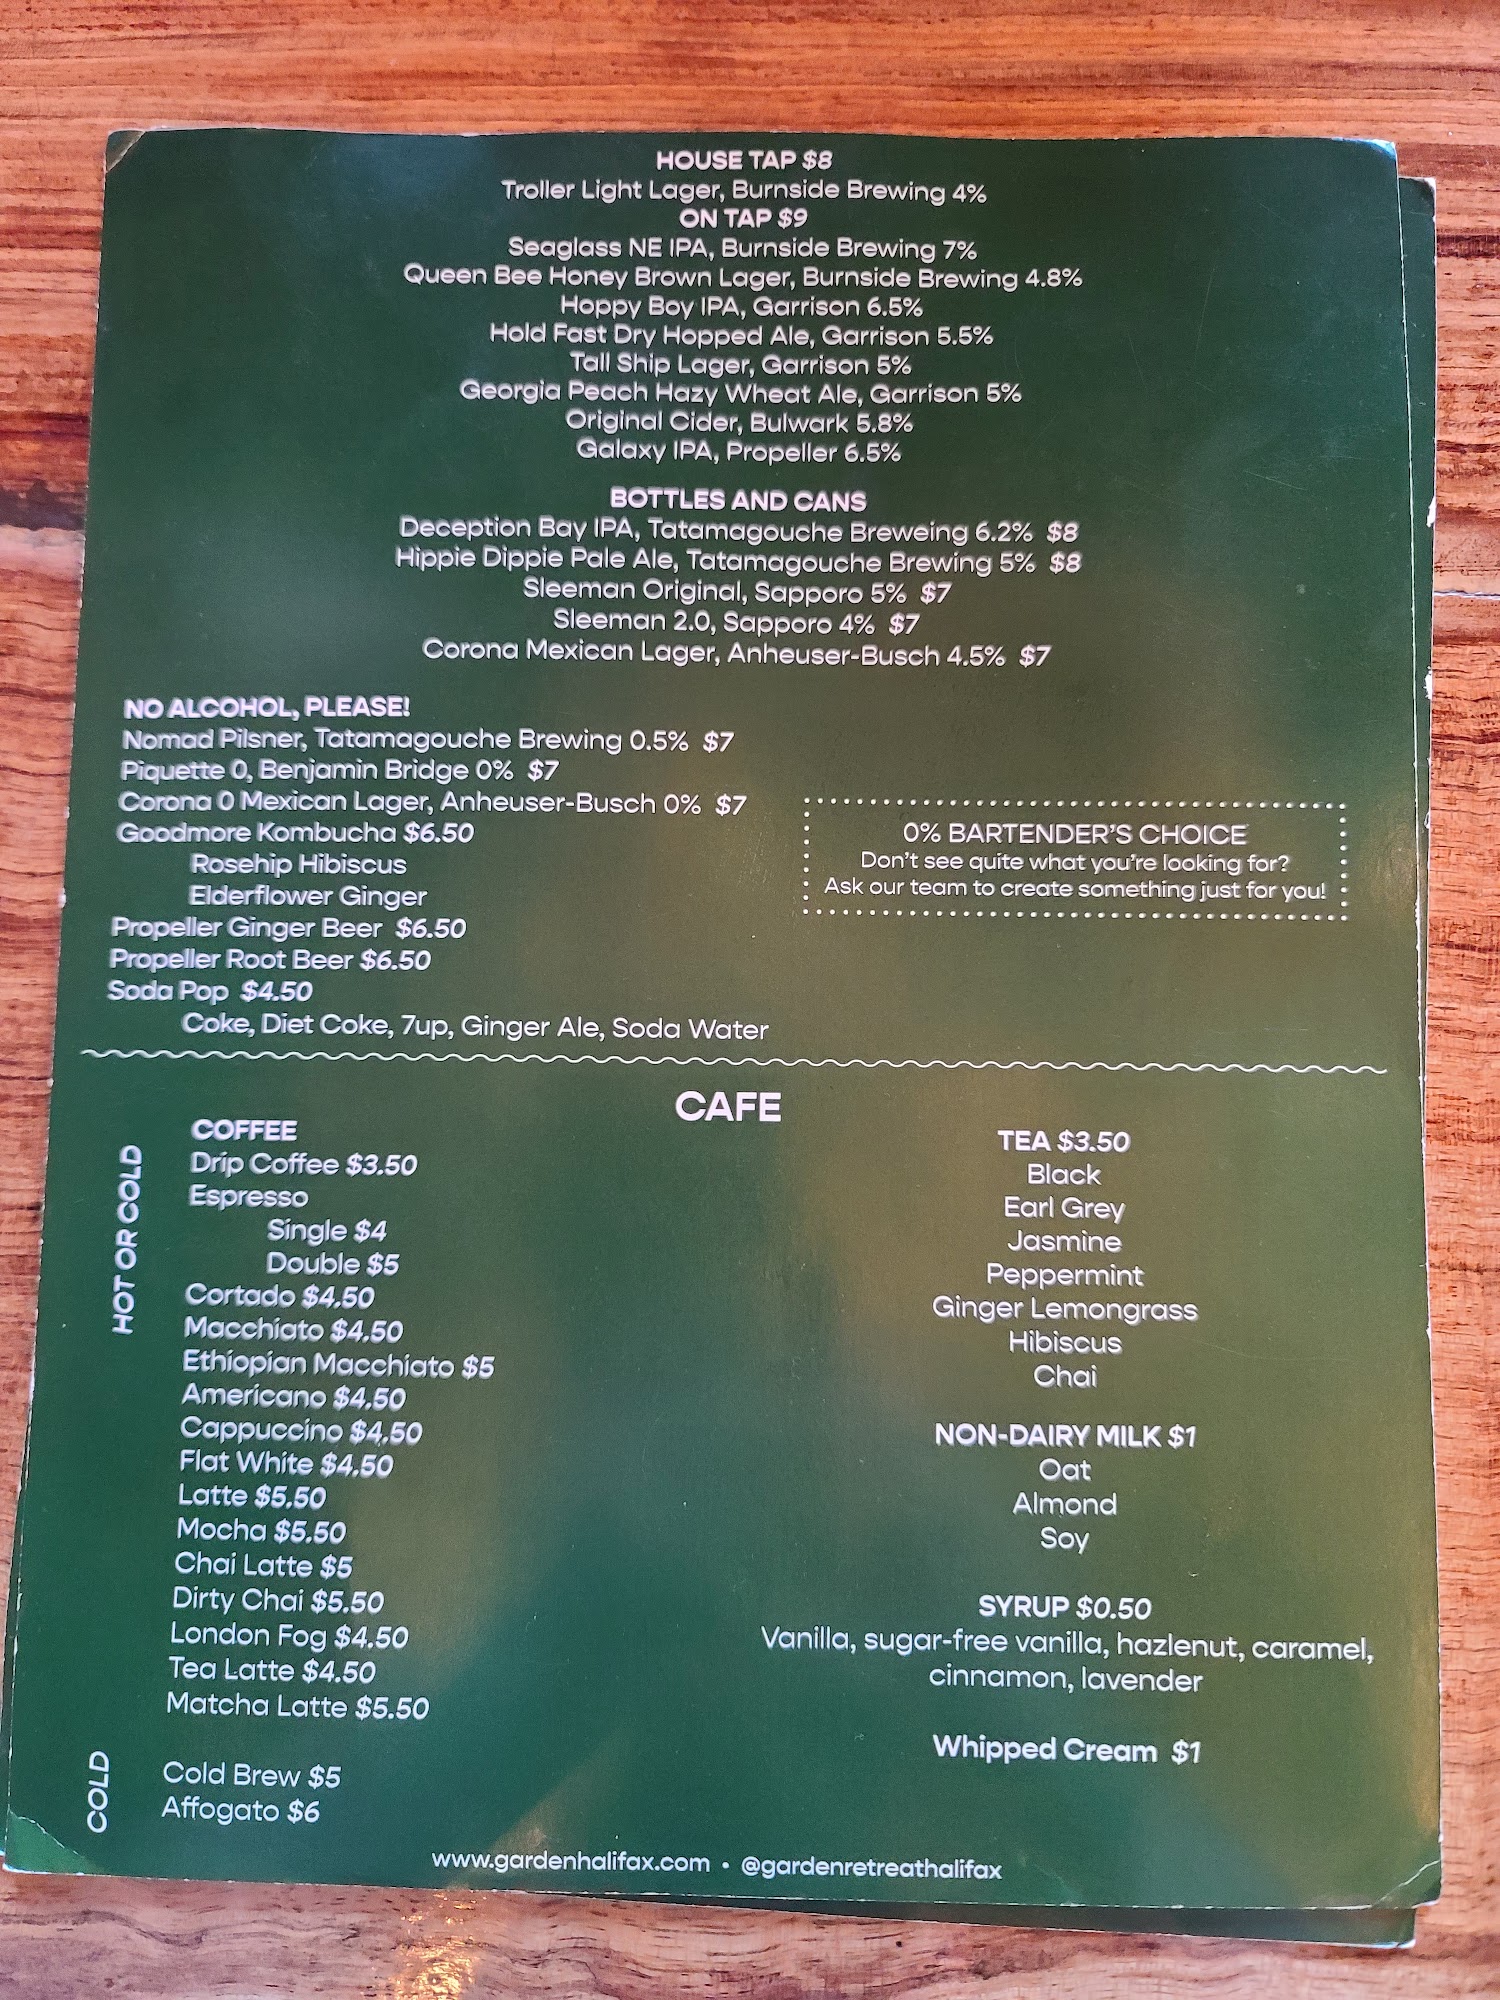 HOUSE TAP $8
Troller Light Lager, Burnside Brewing 4%
ON TAP $9
Seaglass NE IPA, Burnside Brewing 7%
Queen Bee Honey Brown Lager, Burnside Brewing 4.8%
Hoppy Boy IPA, Garrison 6.5%
Hold Fast Dry Hopped Ale, Garrison 5.5%
Tall Ship Lager, Garrison 5%
Georgia Peach Hazy Wheat Ale, Garrison 5%
Original Cider, Bulwark 5.8%
Galaxy IPA, Propeller 6.5%
BOTTLES AND CANS
Deception Bay IPA, Tatamagouche Breweing 6.2% $8
Hippie Dippie Pale Ale, Tatamagouche Brewing 5% $8
Sleeman Original, Sapporo 5% $7
Sleeman 2.0, Sapporo 4% $7
Corona Mexican Lager, Anheuser-Busch 4.5% $7
NO ALCOHOL, PLEASE!
Nomad Pilsner, Tatamagouche Brewing 0.5% $7
Piquette 0, Benjamin Bridge 0% $7
Corona 0 Mexican Lager, Anheuser-Busch 0% $7
Goodmore Kombucha $6.50
Rosehip Hibiscus
Elderflower Ginger
Propeller Ginger Beer $6.50
Propeller Root Beer $6.50
Soda Pop $4.50
Coke, Diet Coke, 7up, Ginger Ale, Soda Water
0% BARTENDER'S CHOICE
Don't see quite what you're looking for?
Ask our team to create something just for you!
CAFE
HOT OR COLD
COFFEE
Drip Coffee $3.50
Espresso
Single $4
Double $5
Cortado $4.50
Macchiato $4.50
Ethiopian Macchiato $5
Americano $4.50
Cappuccino $4.50
Flat White $4.50
Latte $5.50
Mocha $5.50
Chai Latte $5
Dirty Chai $5.50
London Fog $4.50
Tea Latte $4.50
Matcha Latte $5.50
COLD
Cold Brew $5
Affogato $6
TEA $3.50
Black
Earl Grey
Jasmine
Peppermint
Ginger Lemongrass
Hibiscus
Chai
NON-DAIRY MILK $1
Oat
Almond
Soy
SYRUP $0.50
Vanilla, sugar-free vanilla, hazlenut, caramel,
cinnamon, lavender
Whipped Cream $1
www.gardenhalifax.com • @gardenretreathalifax